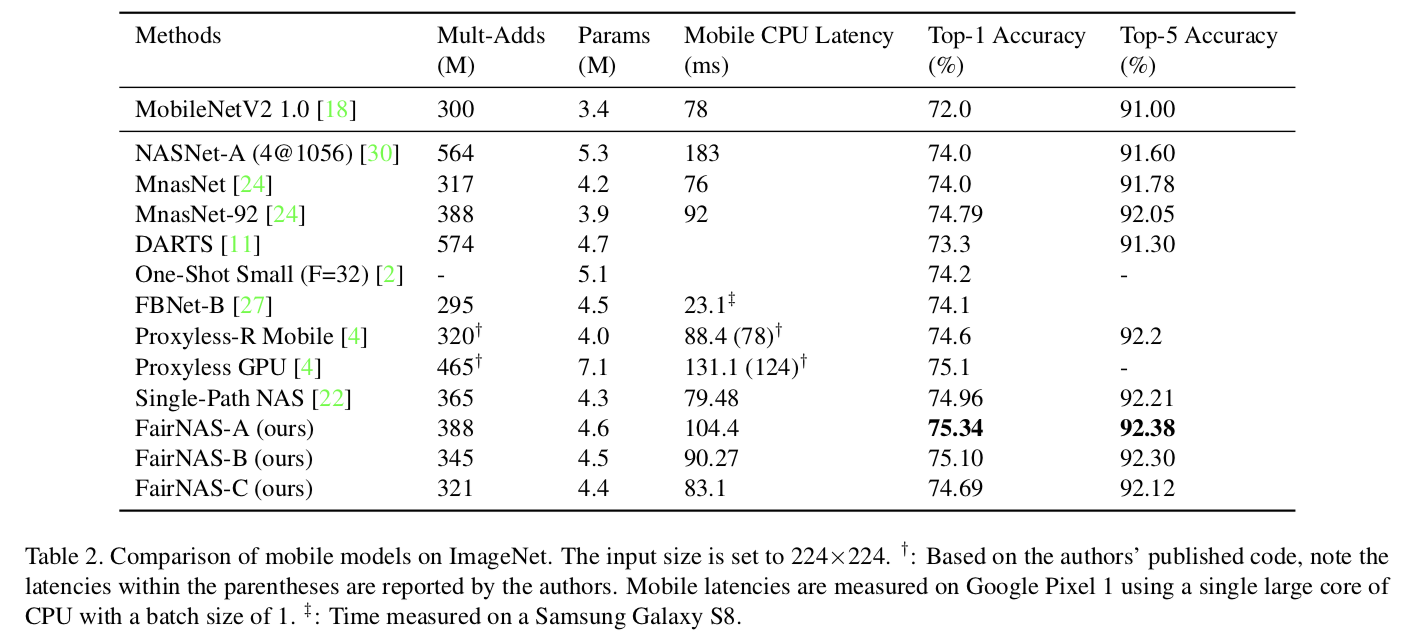 Methods Mult-Adds Params Mobile CPU Latency Top-1 Accuracy Top-5 Accuracy
(M) (M) (ms) (%) (%)
MobileNetV2 1.0 [18] 300 3.4 78 72.0 91.00
NASNet-A (4@1056) [30] 564 5.3 183 74.0 91.60
MnasNet [24] 317 4.2 76 74.0 91.78
MnasNet-92 [24] 388 3.9 92 74.79 92.05
DARTS [11] 574 4.7 73.3 91.30
One-Shot Small (F=32) [2] - 5.1 74.2 -
FBNet-B [27] 295 4.5 23.1‡ 74.1
Proxyless-R Mobile [4] 320† 4.0 88.4 (78)† 74.6 92.2
Proxyless GPU [4] 465† 7.1 131.1 (124)† 75.1 -
Single-Path NAS [22] 365 4.3 79.48 74.96 92.21
FairNAS-A (ours) 388 4.6 104.4 75.34 92.38
FairNAS-B (ours) 345 4.5 90.27 75.10 92.30
FairNAS-C (ours) 321 4.4 83.1 74.69 92.12
Table 2. Comparison of mobile models on ImageNet. The input size is set to 224×224. †: Based on the authors' published code, note the
latencies within the parentheses are reported by the authors. Mobile latencies are measured on Google Pixel 1 using a single large core of
CPU with a batch size of 1. ‡: Time measured on a Samsung Galaxy S8.